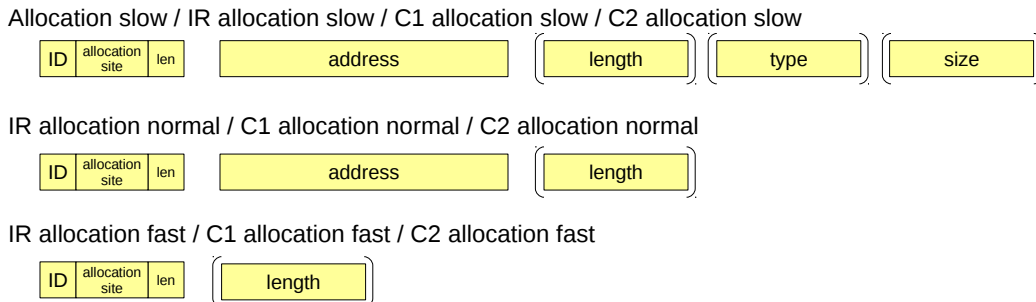 Allocation slow / IR allocation slow / C1 allocation slow / C2 allocation slow
ID allocation site len address length type size
IR allocation normal / C1 allocation normal / C2 allocation normal
ID allocation site len address length
IR allocation fast / C1 allocation fast / C2 allocation fast
ID allocation site len length